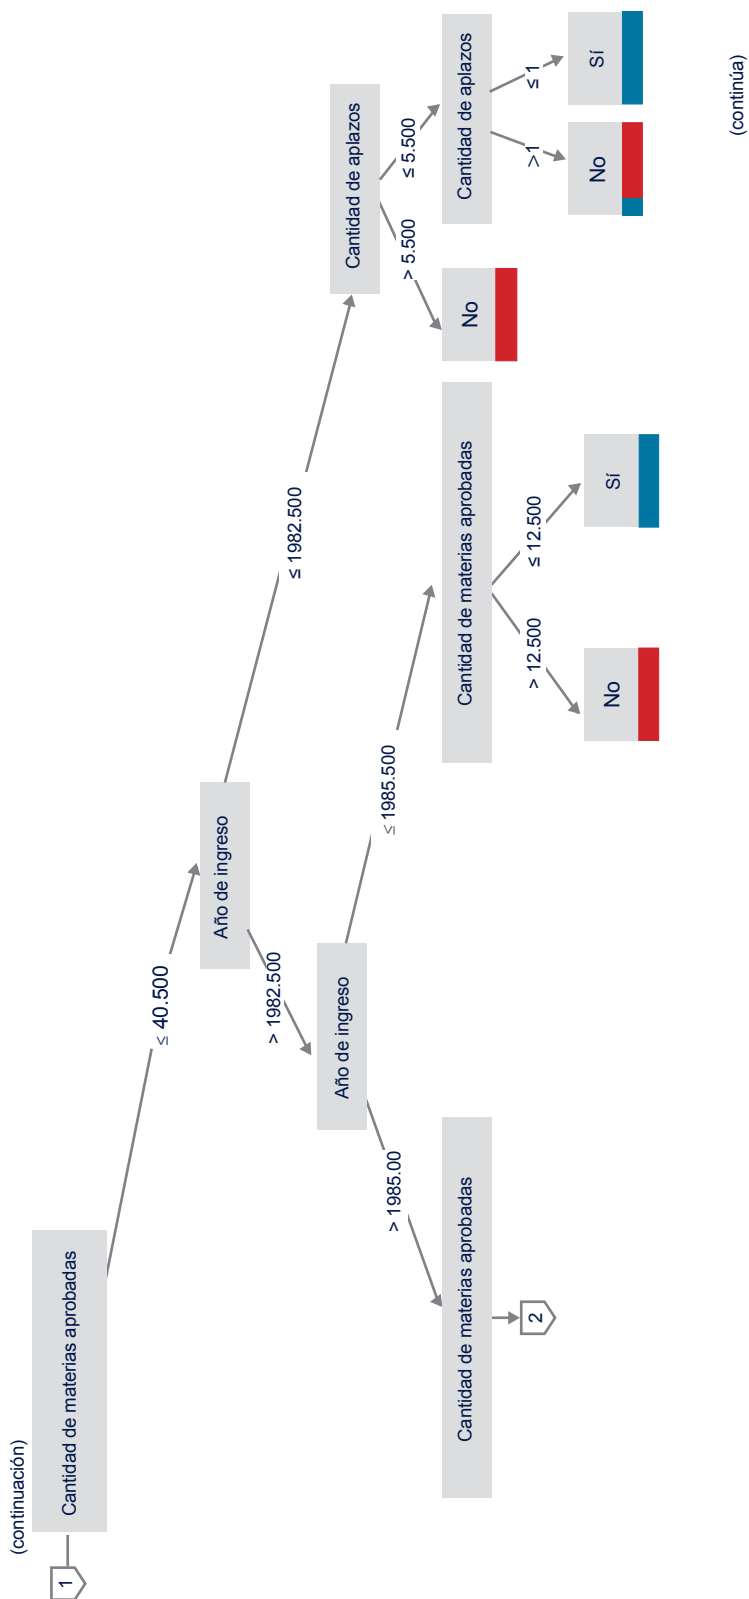 (continuación)
1
Cantidad de materias aprobadas
≤ 40.500
Año de ingreso
> 1982.500
≤ 1982.500
Año de ingreso
Cantidad de aplazos
> 1985.00
≤ 1985.500
> 5.500
≤ 5.500
Cantidad de materias aprobadas
Cantidad de materias aprobadas
No
Cantidad de aplazos
2
> 12.500
≤ 12.500
>1
≤ 1
No
Sí
No
Sí
(continúa)